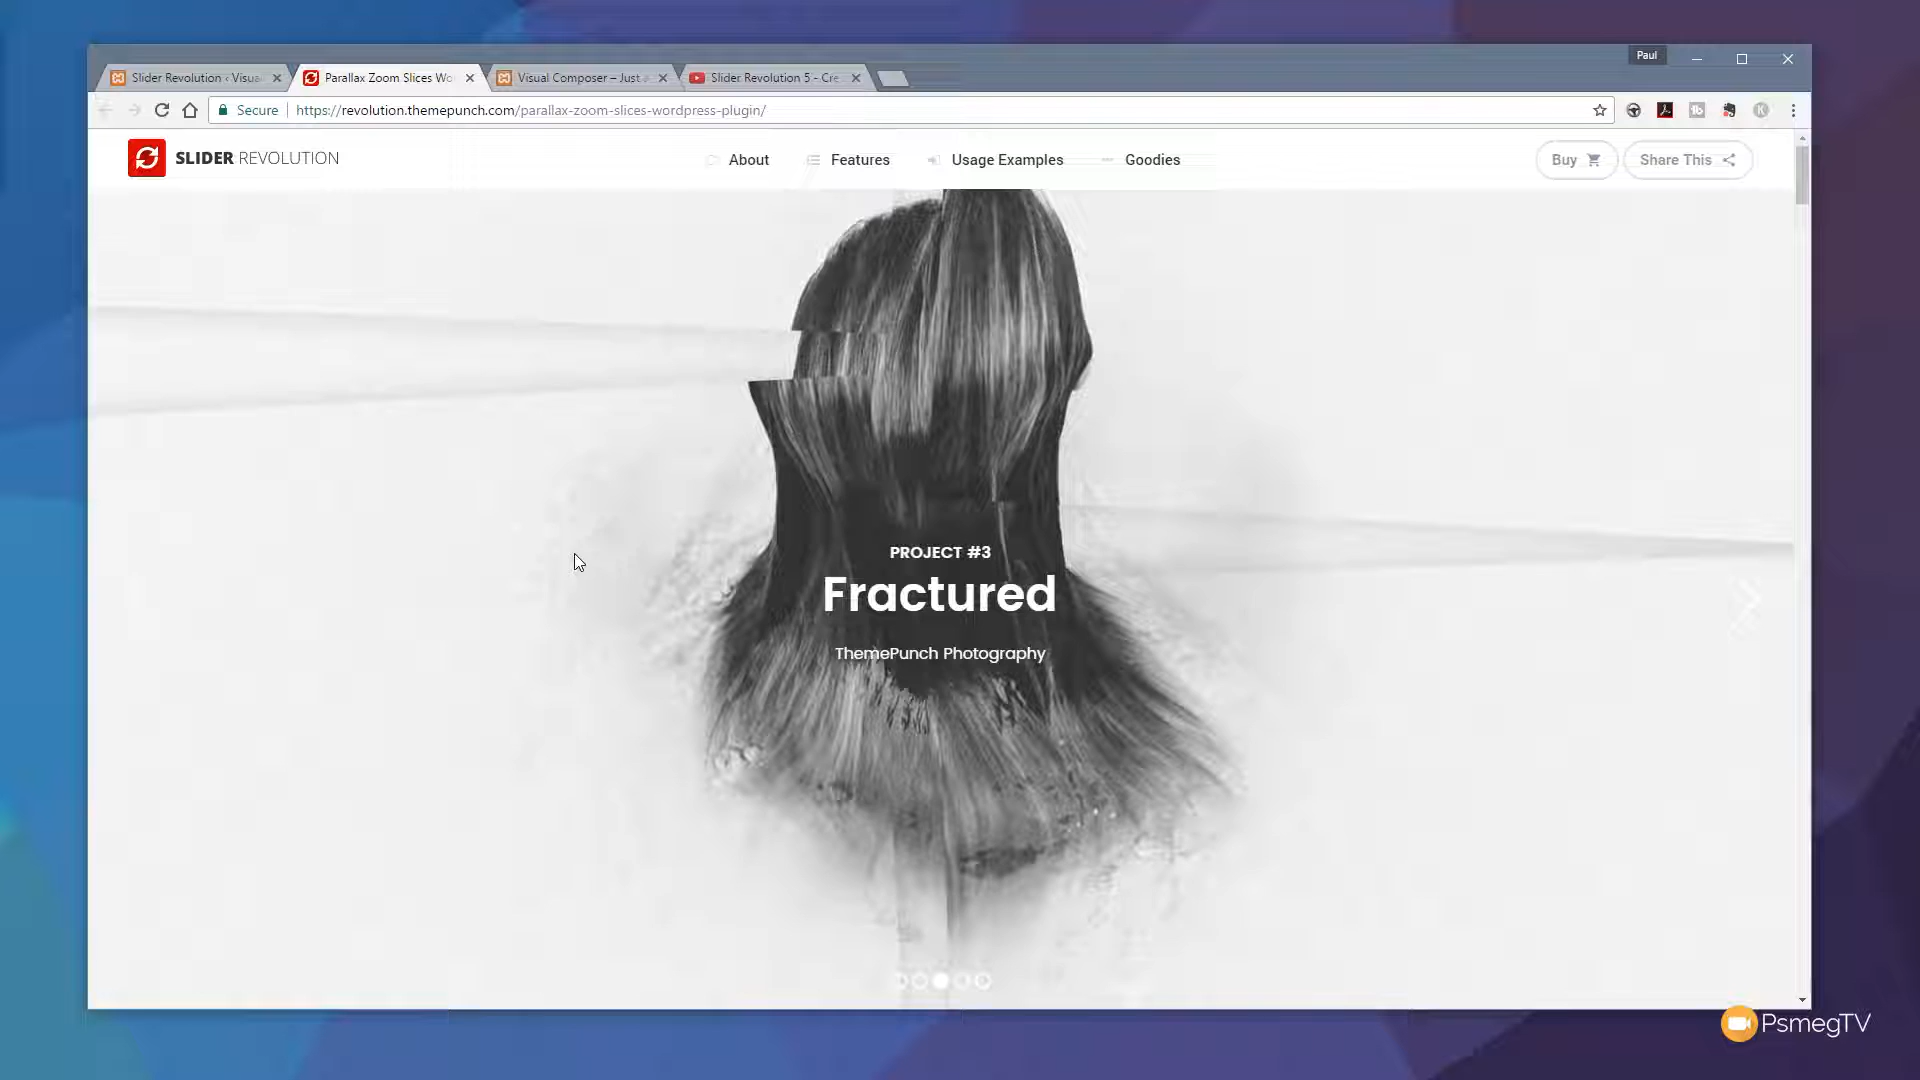 Paul
Slider Revolution ‹ Visua
Parallax Zoom Slices Wo
Visual Composer – Just a
Slider Revolution 5 - Cre
Secure
https://revolution.themepunch.com/parallax-zoom-slices-wordpress-plugin/
SLIDER REVOLUTION
About
Features
Usage Examples
Goodies
Buy
Share This
PROJECT #3
Fractured
ThemePunch Photography
PsmegTV